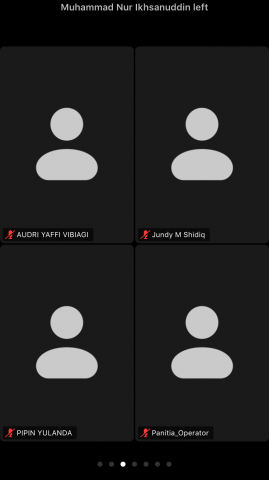 Muhammad Nur Ikhsanuddin left
AUDRI YAFFI VIBIAGI
Jundy M Shidiq
PIPIN YULANDA
Panitia_Operator